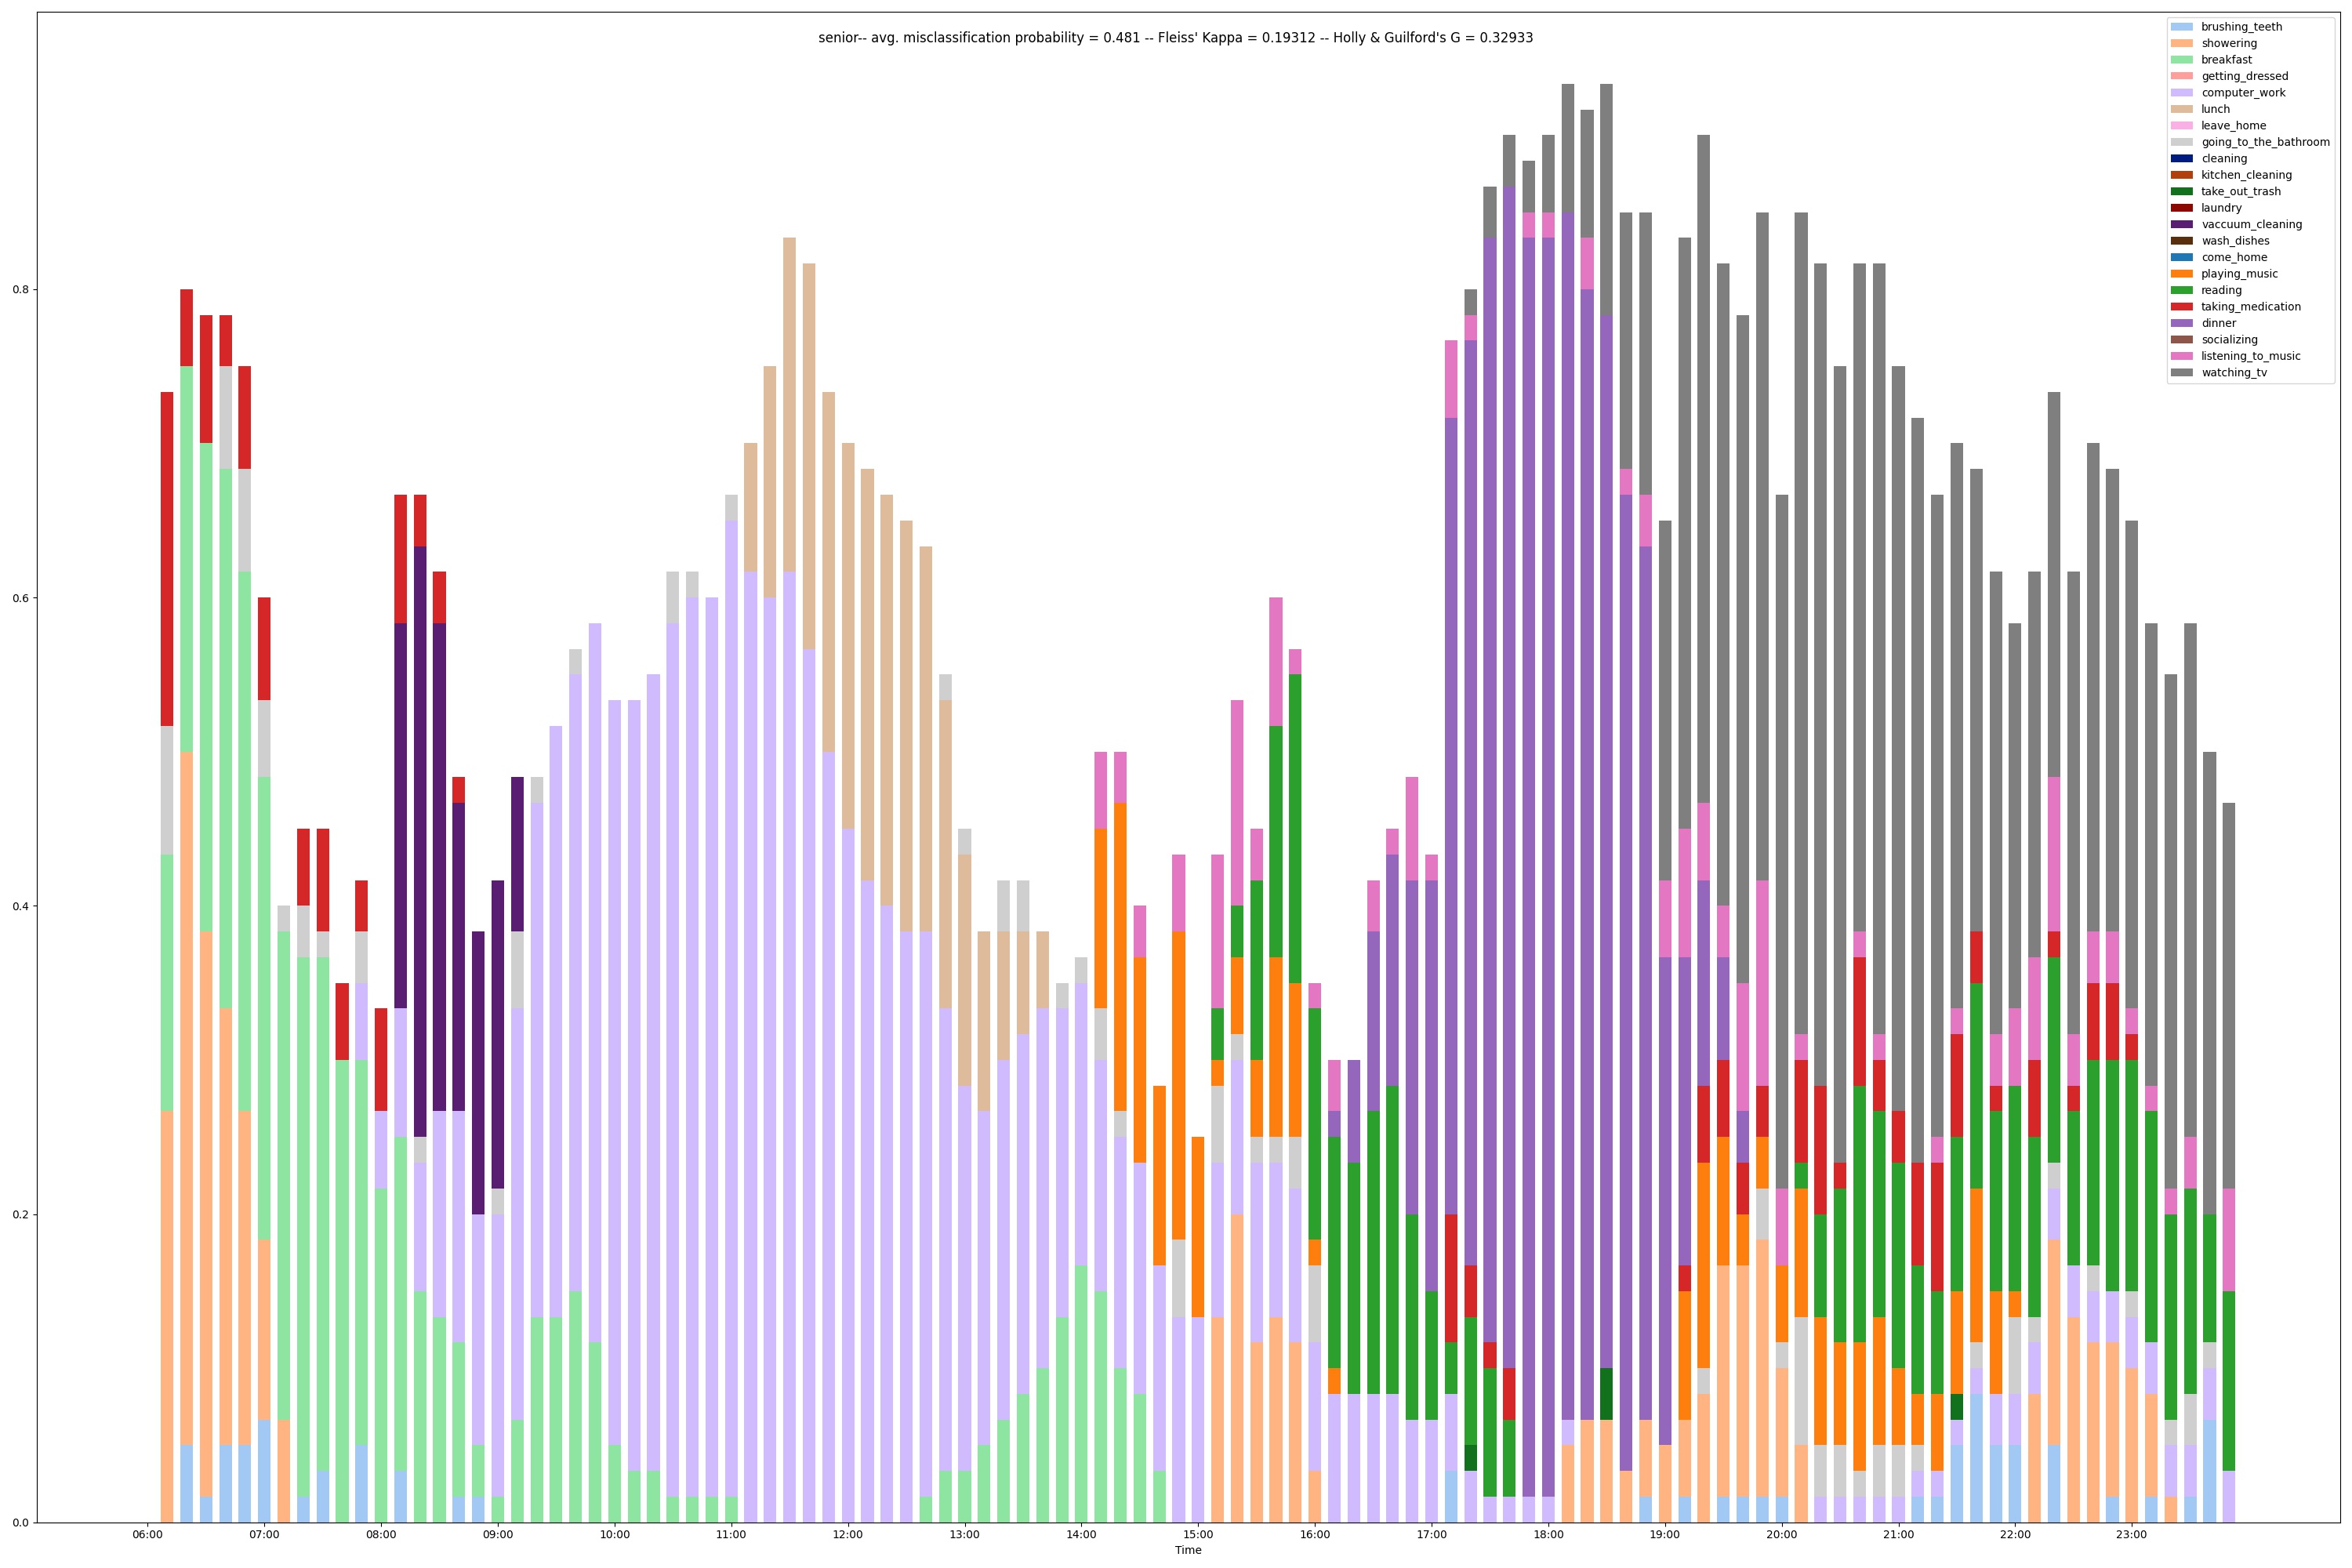 senior-- avg. misclassification probability = 0.481 -- Fleiss' Kappa = 0.19312 -- Holly & Guilford's G = 0.32933
brushing_teeth
showering
breakfast
getting_dressed
computer_work
lunch
leave_home
going_to_the_bathroom
cleaning
kitchen_cleaning
take_out_trash
laundry
vaccuum_cleaning
wash_dishes
come_home
playing_music
reading
taking_medication
dinner
socializing
listening_to_music
watching_tv
0.8
0.6
0.4
0.2
0.0
06:00 07:00 08:00 09:00 10:00 11:00 12:00 13:00 14:00 15:00 16:00 17:00 18:00 19:00 20:00 21:00 22:00 23:00
Time